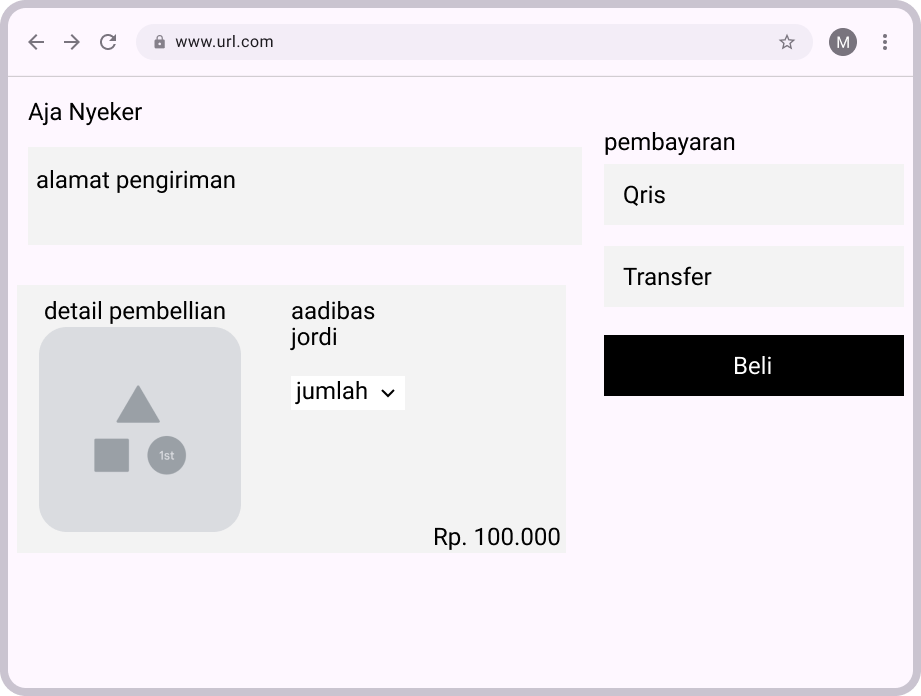 www.url.com
M
Aja Nyeker
alamat pengiriman
detail pembellian
1st
aadibas
jordi
jumlah
Rp. 100.000
pembayaran
Qris
Transfer
Beli